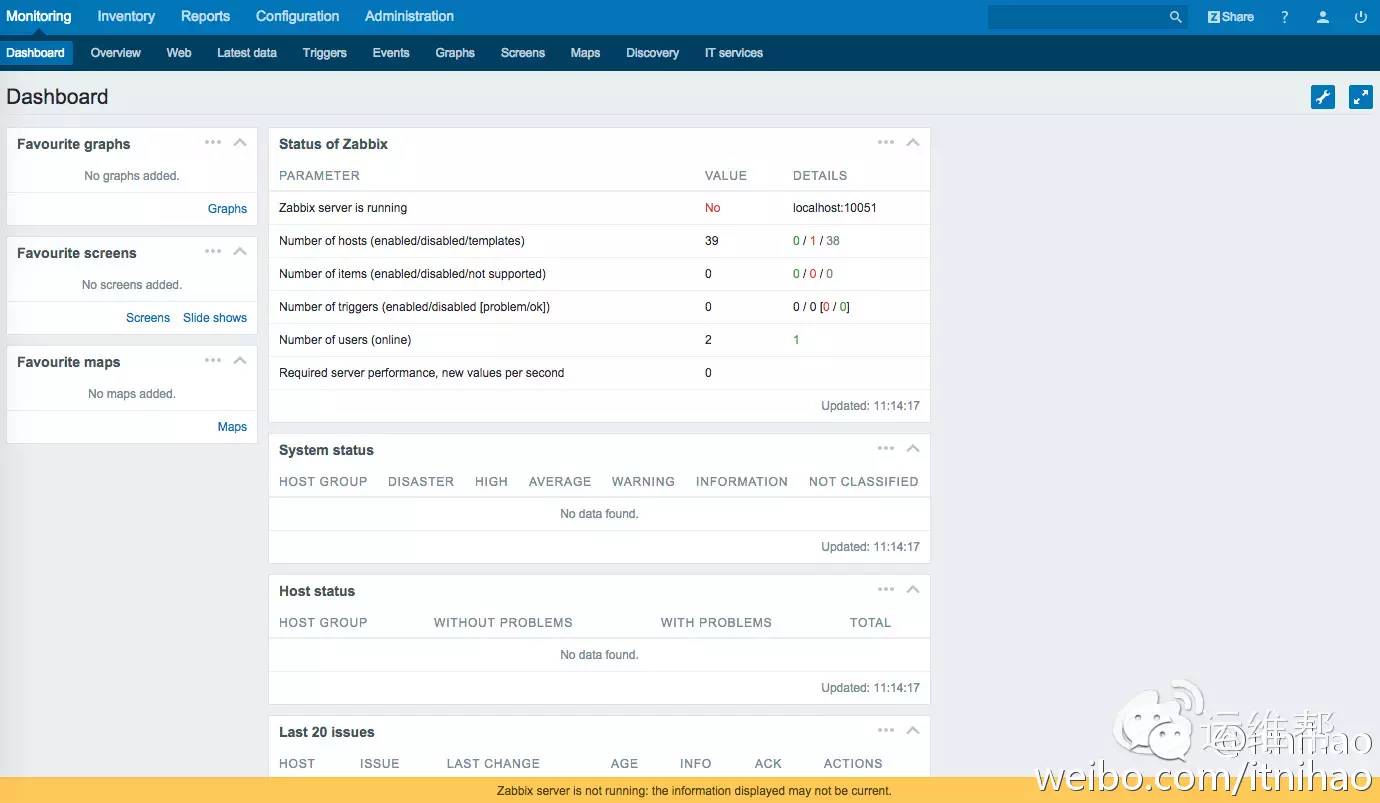 Monitoring Inventory Reports Configuration Administration Z Share ?
Dashboard Overview Web Latest data Triggers Events Graphs Screens Maps Discovery IT services
Dashboard
Favourite graphs
No graphs added.
Graphs
Favourite screens
No screens added.
Screens Slide shows
Favourite maps
No maps added.
Maps
Status of Zabbix
PARAMETER VALUE DETAILS
Zabbix server is running No localhost:10051
Number of hosts (enabled/disabled/templates) 39 0 / 1 / 38
Number of items (enabled/disabled/not supported) 0 0 / 0 / 0
Number of triggers (enabled/disabled [problem/ok]) 0 0 / 0 [0 / 0]
Number of users (online) 2 1
Required server performance, new values per second 0
Updated: 11:14:17
System status
HOST GROUP DISASTER HIGH AVERAGE WARNING INFORMATION NOT CLASSIFIED
No data found.
Updated: 11:14:17
Host status
HOST GROUP WITHOUT PROBLEMS WITH PROBLEMS TOTAL
No data found.
Updated: 11:14:17
Last 20 issues
HOST ISSUE LAST CHANGE AGE INFO ACK ACTIONS
Zabbix server is not running: the information displayed may not be current.
运维帮
@itnihao
weibo.com/itnihao